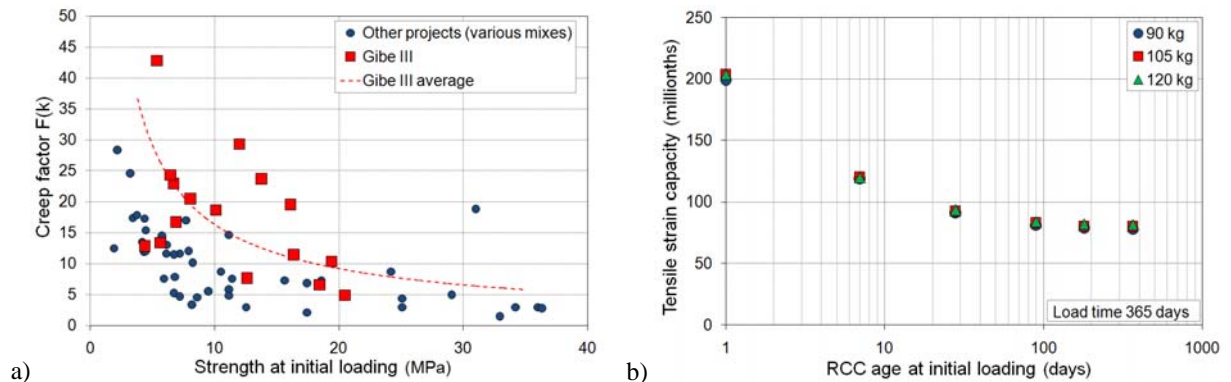 50
45
40
35
30
25
20
15
10
5
0
Creep factor F(k)
Other projects (various mixes)
Gibe III
Gibe III average
0 10 20 30 40
Strength at initial loading (MPa)
a)
250
200
150
100
50
0
Tensile strain capacity (millionths)
90 kg
105 kg
120 kg
Load time 365 days
1 10 100 1000
RCC age at initial loading (days)
b)